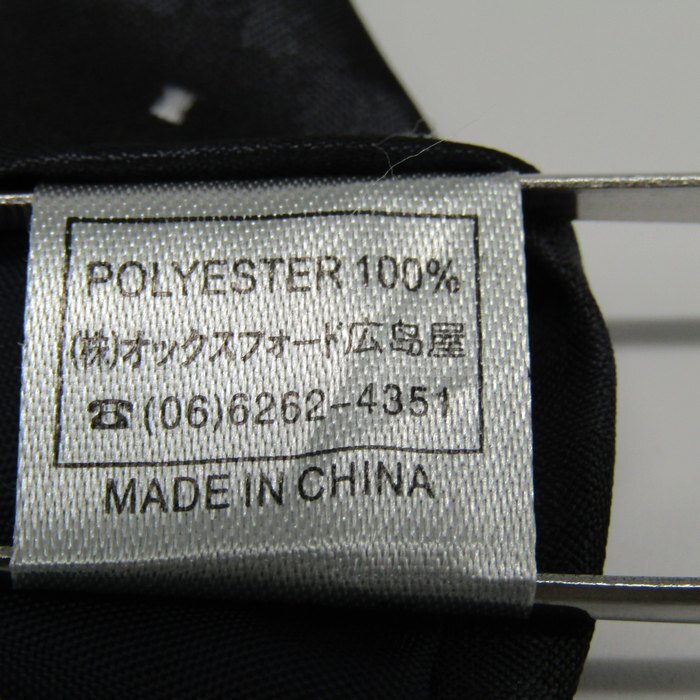 POLYESTER 100%
(株)オックスフォード広島屋
☎(06)6262-4351
MADE IN CHINA